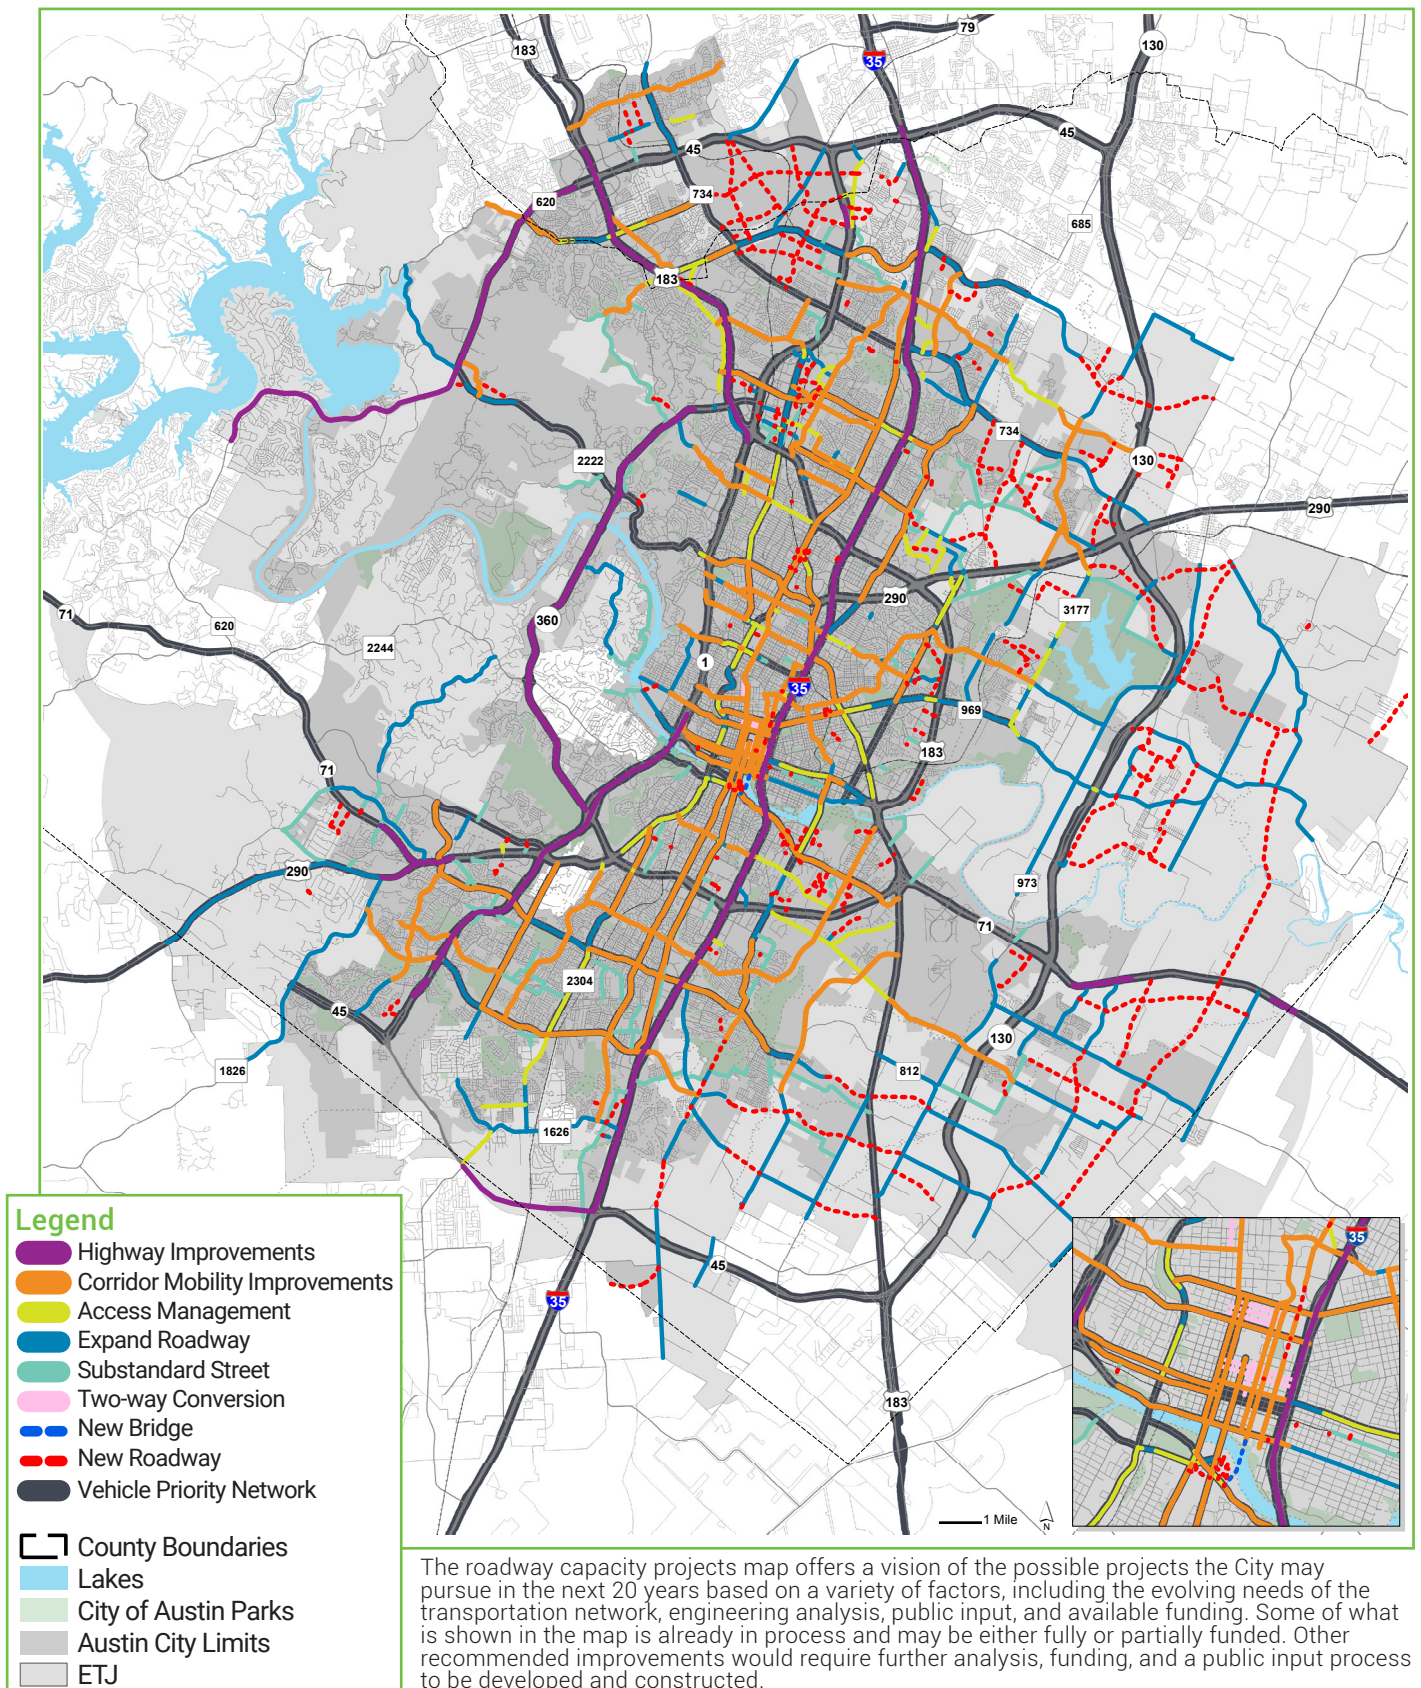 183
35
79
130
45
45
620
734
685
183
2222
734
130
290
71
620
2244
360
290
3177
1
35
969
183
71
290
973
71
2304
45
130
812
1826
1626
45
35
183
35
1 Mile
N
Legend
Highway Improvements
Corridor Mobility Improvements
Access Management
Expand Roadway
Substandard Street
Two-way Conversion
New Bridge
New Roadway
Vehicle Priority Network
County Boundaries
Lakes
City of Austin Parks
Austin City Limits
ETJ
The roadway capacity projects map offers a vision of the possible projects the City may
pursue in the next 20 years based on a variety of factors, including the evolving needs of the
transportation network, engineering analysis, public input, and available funding. Some of what
is shown in the map is already in process and may be either fully or partially funded. Other
recommended improvements would require further analysis, funding, and a public input process
to be developed and constructed.